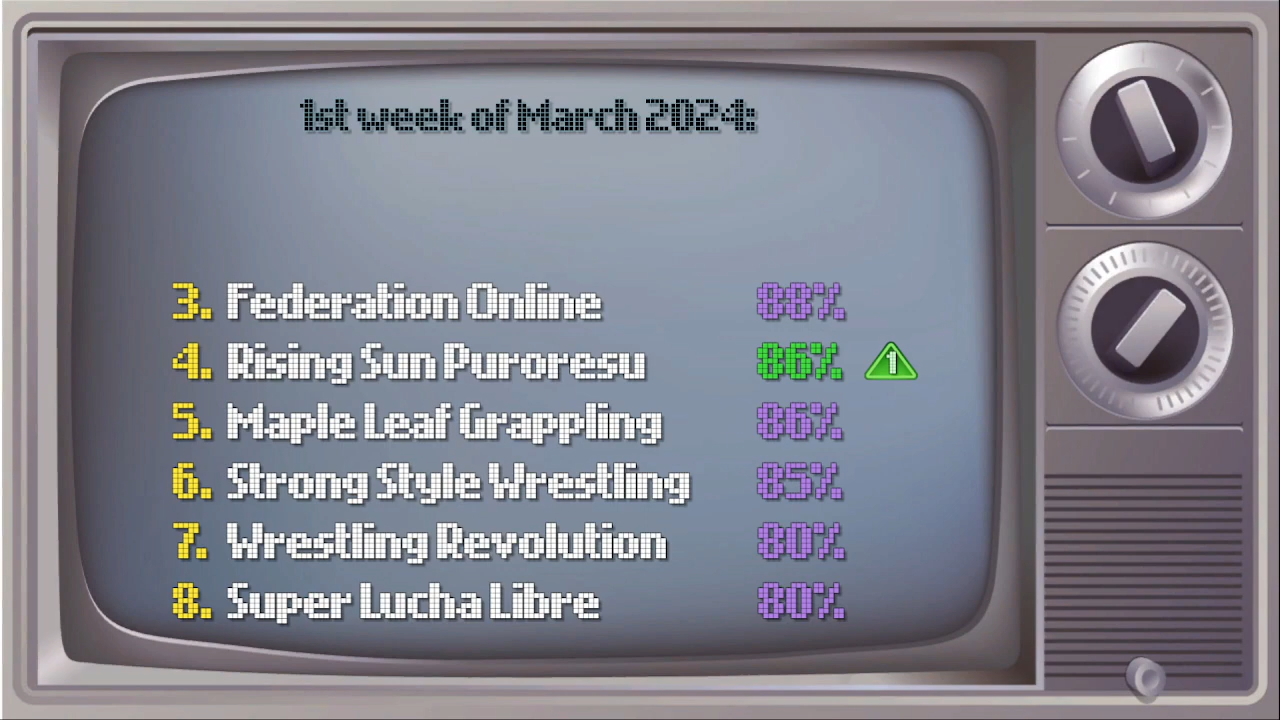 1st week of March 2024:
3. Federation Online 88%
4. Rising Sun Puroresu 86% 1
5. Maple Leaf Grappling 86%
6. Strong Style Wrestling 85%
7. Wrestling Revolution 80%
8. Super Lucha Libre 80%